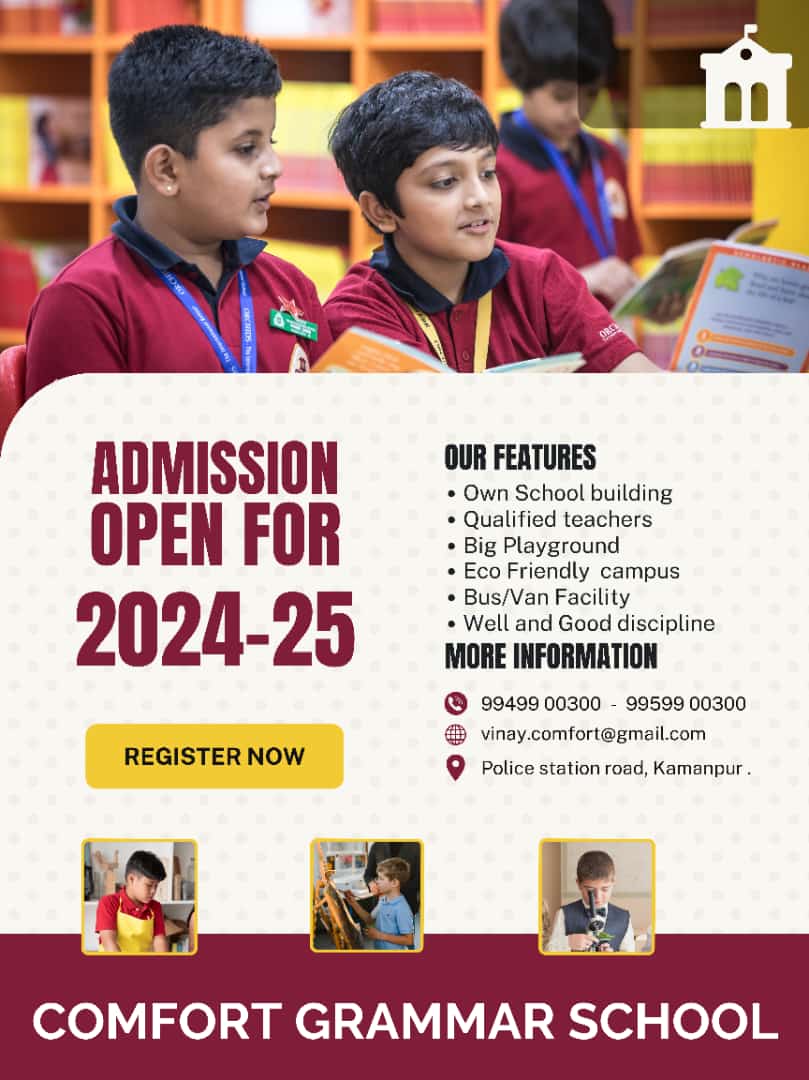 ADMISSION
OPEN FOR
2024-25
REGISTER NOW
OUR FEATURES
• Own School building
• Qualified teachers
• Big Playground
• Eco Friendly campus
• Bus/Van Facility
• Well and Good discipline
MORE INFORMATION
99499 00300 - 99599 00300
vinay.comfort@gmail.com
Police station road, Kamanpur .
COMFORT GRAMMAR SCHOOL